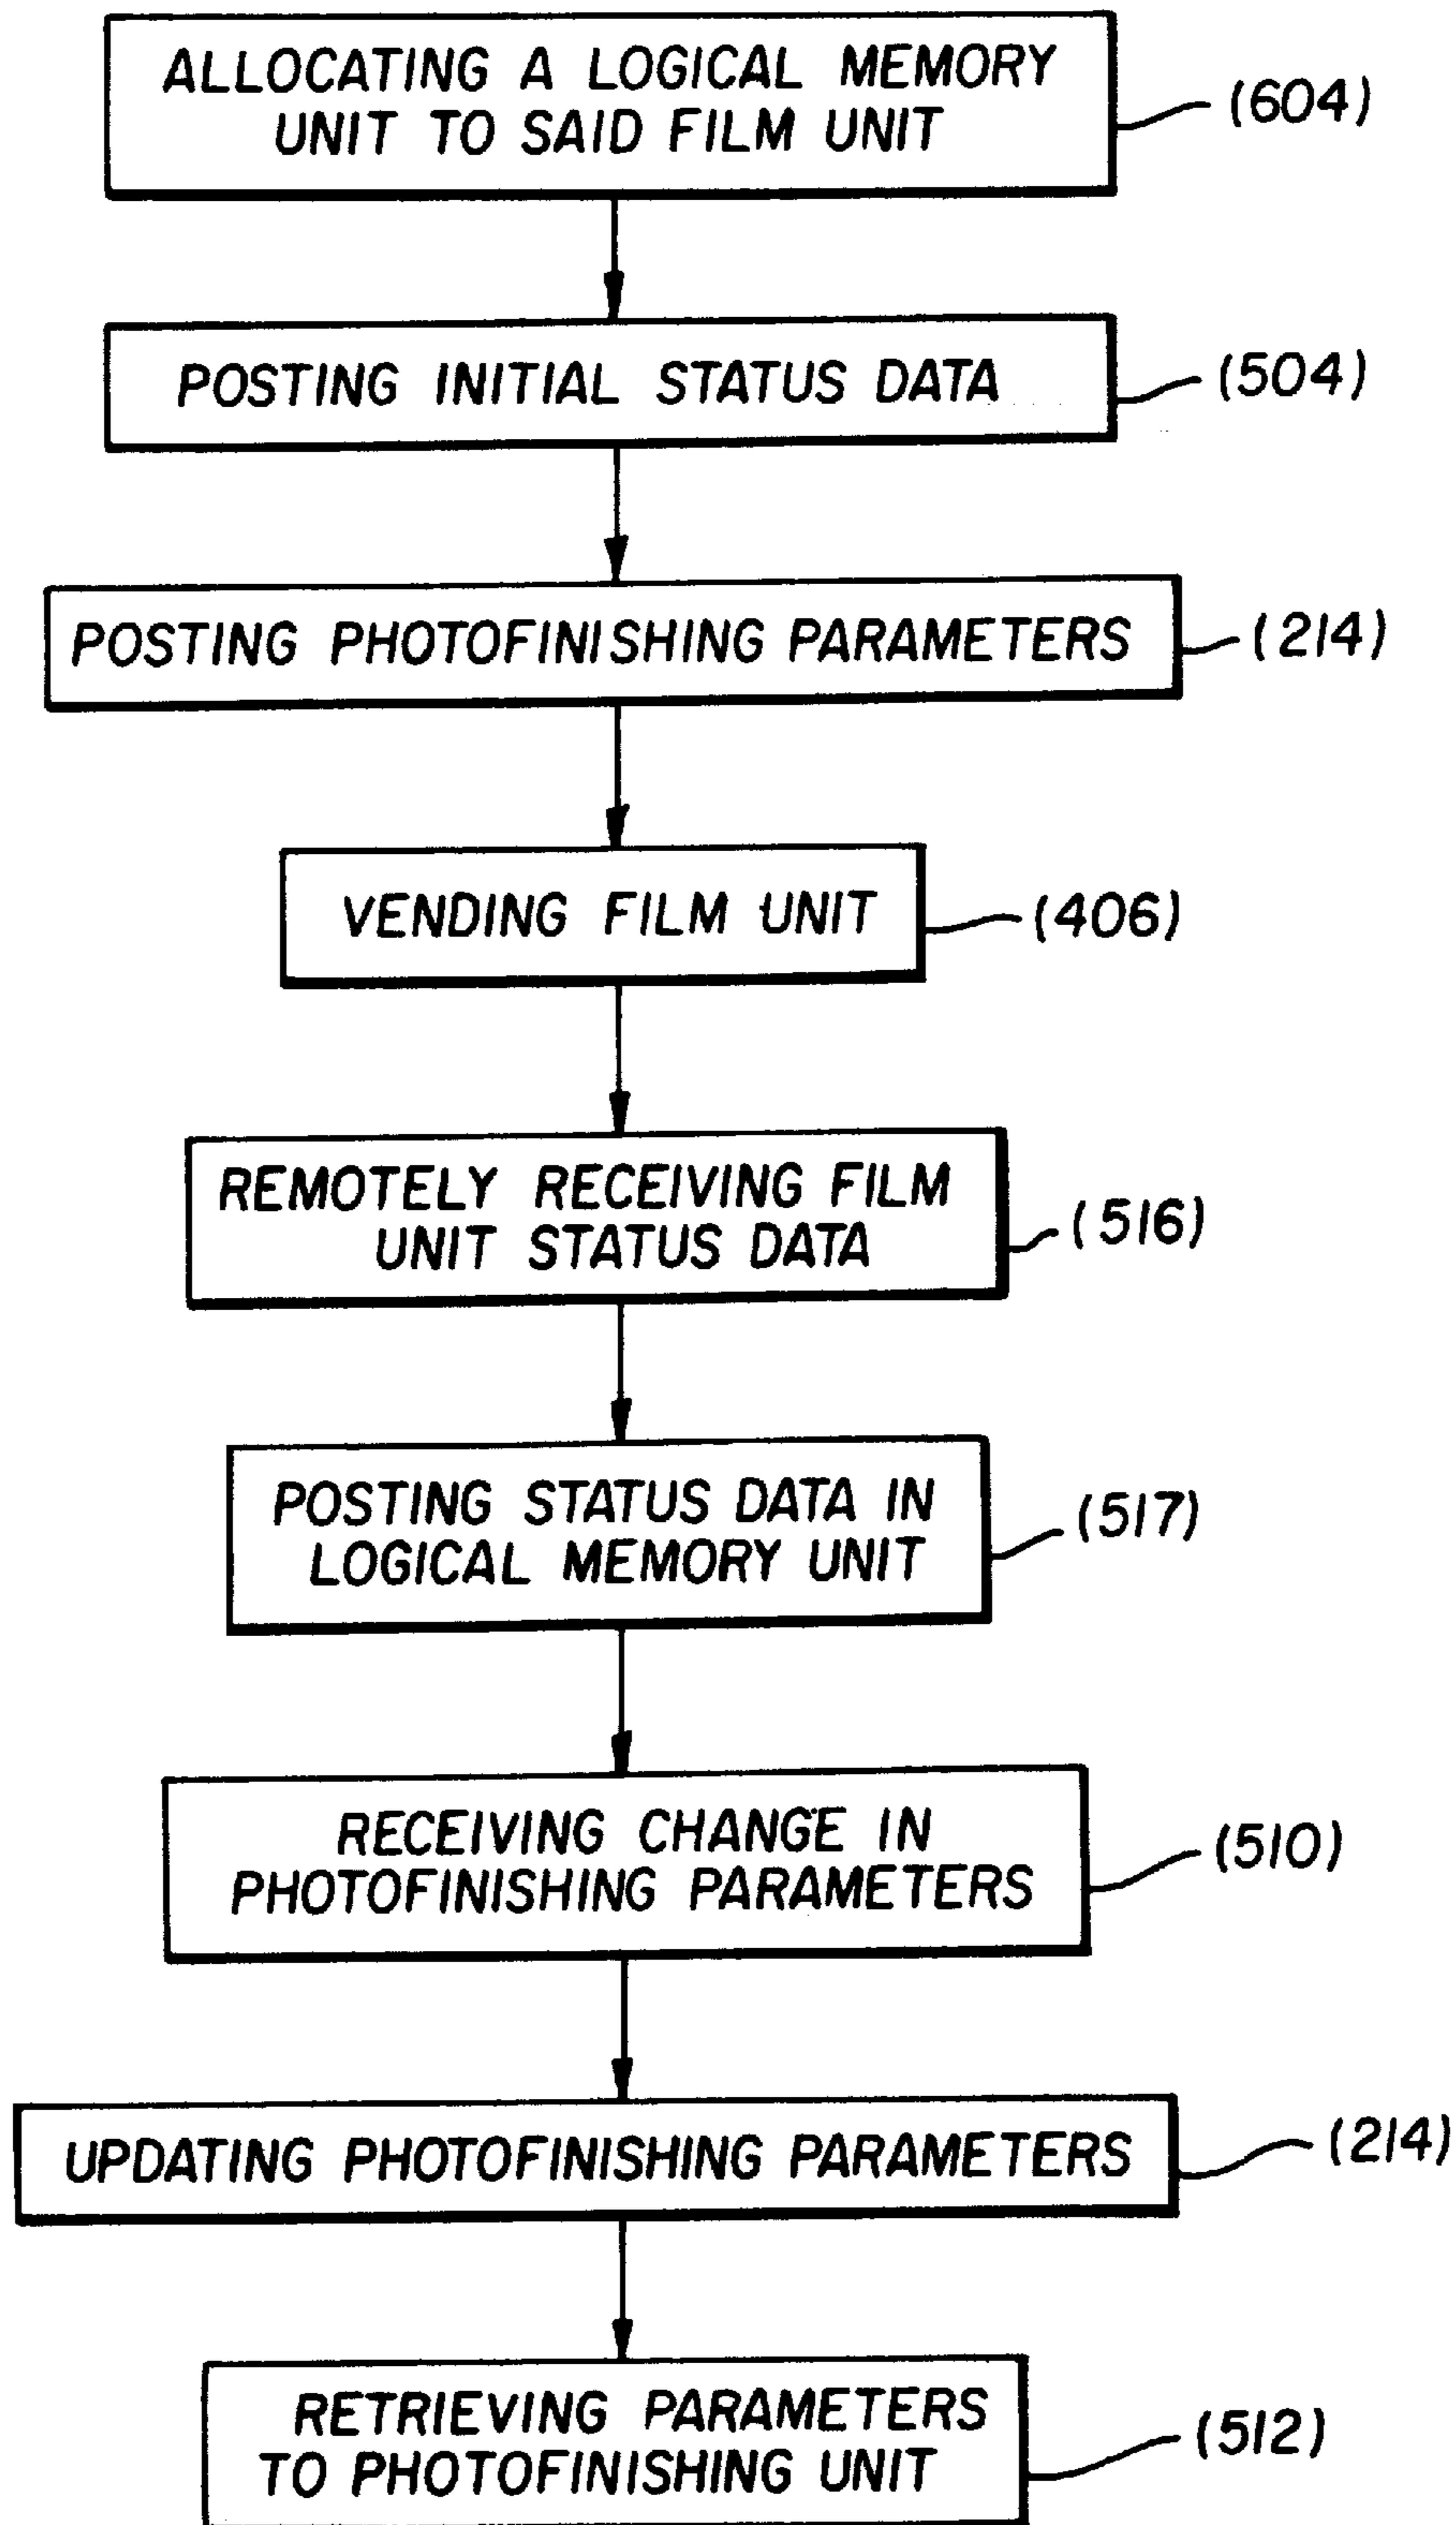 ALLOCATING A LOGICAL MEMORY
UNIT TO SAID FILM UNIT
(604)
POSTING INITIAL STATUS DATA
(504)
POSTING PHOTOFINISHING PARAMETERS
(214)
VENDING FILM UNIT
(406)
REMOTELY RECEIVING FILM
UNIT STATUS DATA
(516)
POSTING STATUS DATA IN
LOGICAL MEMORY UNIT
(517)
RECEIVING CHANGE IN
PHOTOFINISHING PARAMETERS
(510)
UPDATING PHOTOFINISHING PARAMETERS
(214)
RETRIEVING PARAMETERS
TO PHOTOFINISHING UNIT
(512)